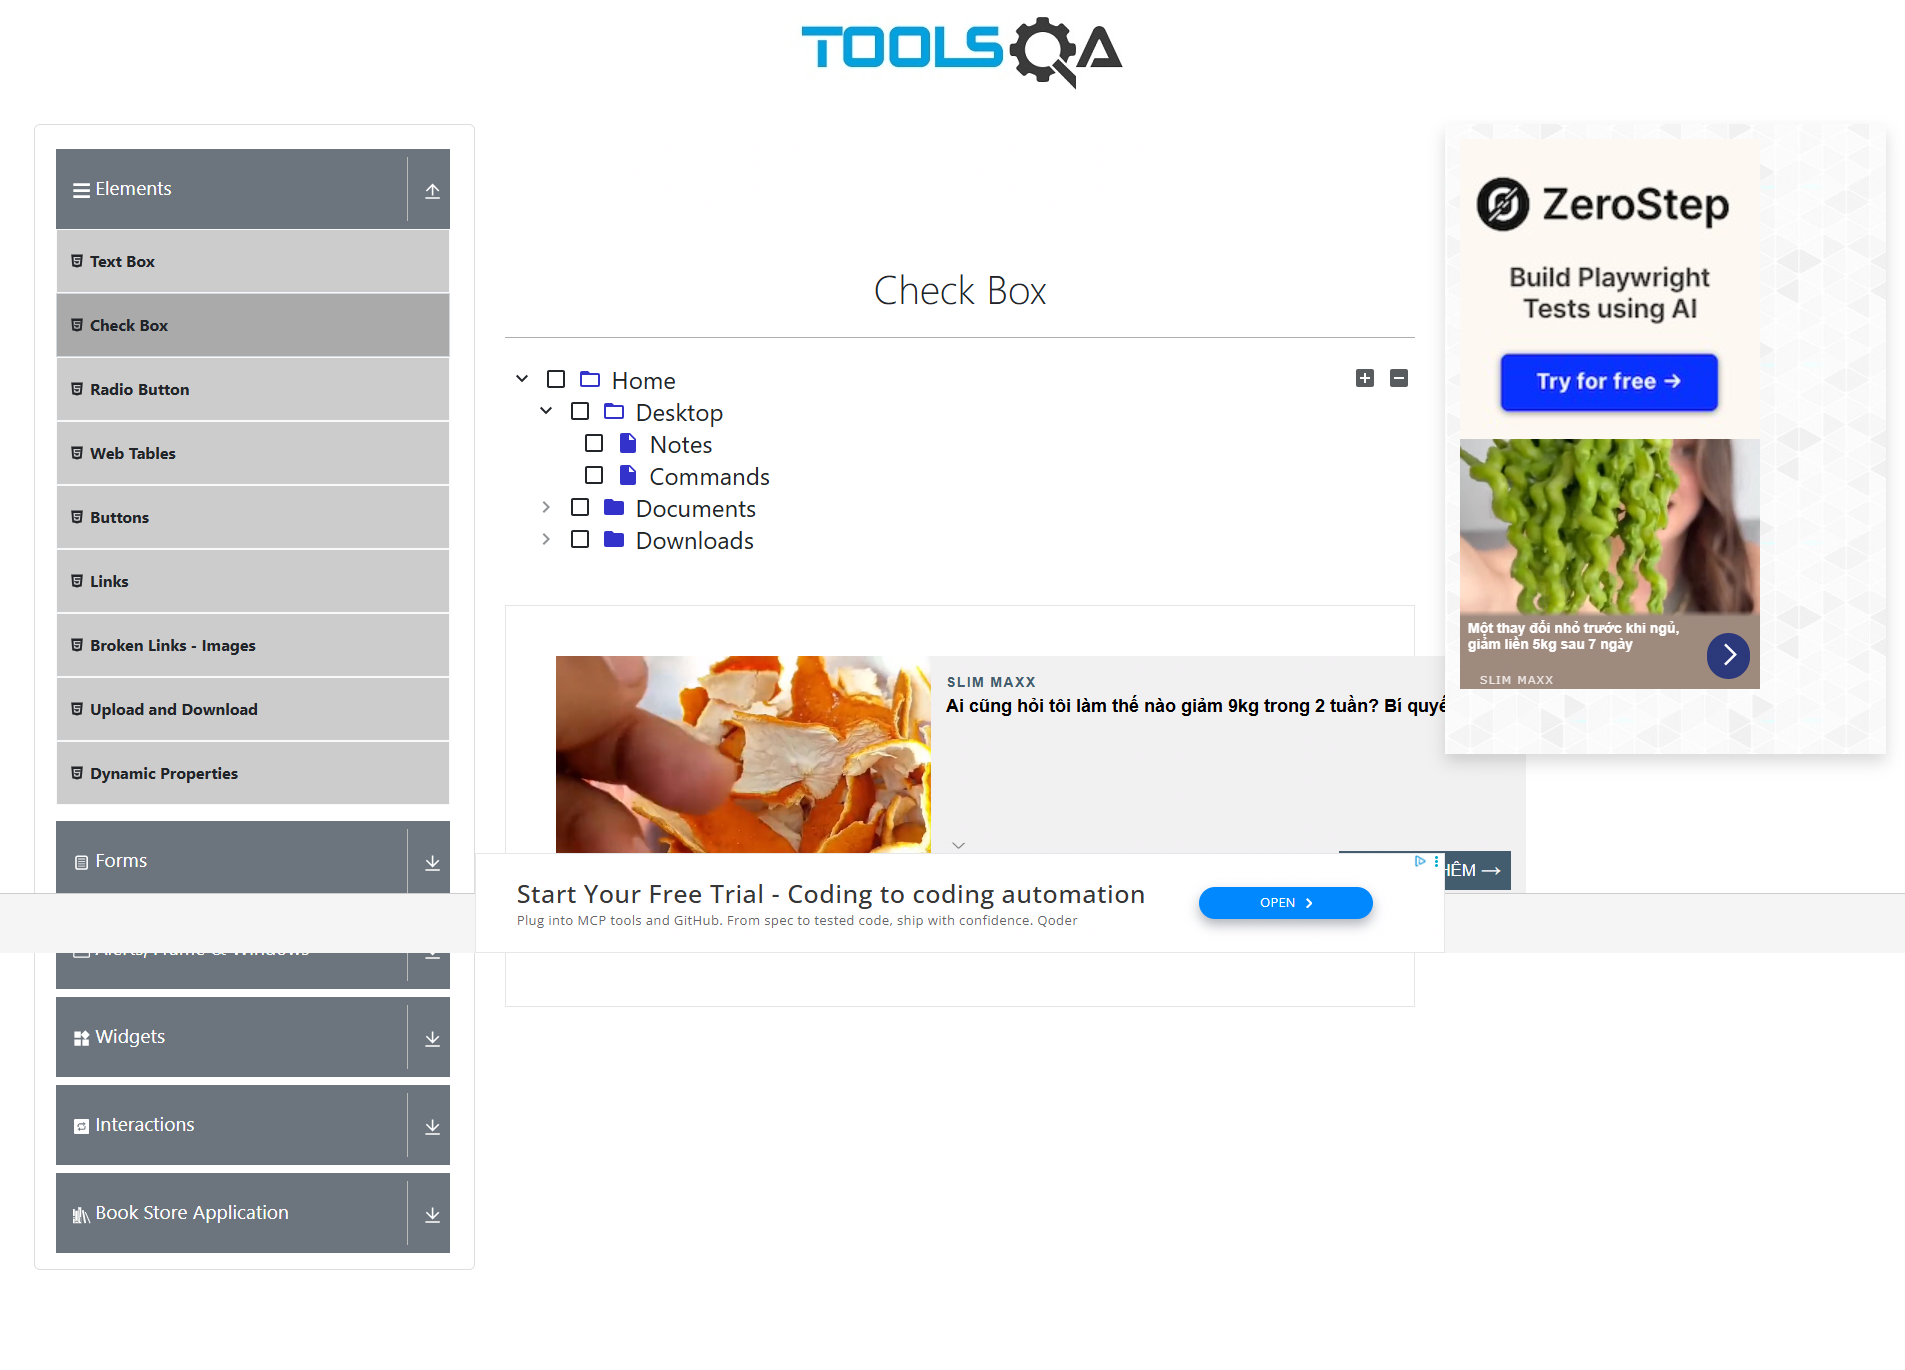 TOOLSQA
Elements
Text Box
Check Box
Radio Button
Web Tables
Buttons
Links
Broken Links - Images
Upload and Download
Dynamic Properties
Forms
Alerts, Frame & Windows
Widgets
Interactions
Book Store Application
Check Box
Home
Desktop
Notes
Commands
Documents
Downloads
SLIM MAXX
Ai cũng hỏi tôi làm thế nào giảm 9kg trong 2 tuần? Bí quyế
HÊM →
Start Your Free Trial - Coding to coding automation
Plug into MCP tools and GitHub. From spec to tested code, ship with confidence. Qoder
OPEN
ZeroStep
Build Playwright
Tests using AI
Try for free →
Một thay đổi nhỏ trước khi ngủ,
giảm liền 5kg sau 7 ngày
SLIM MAXX